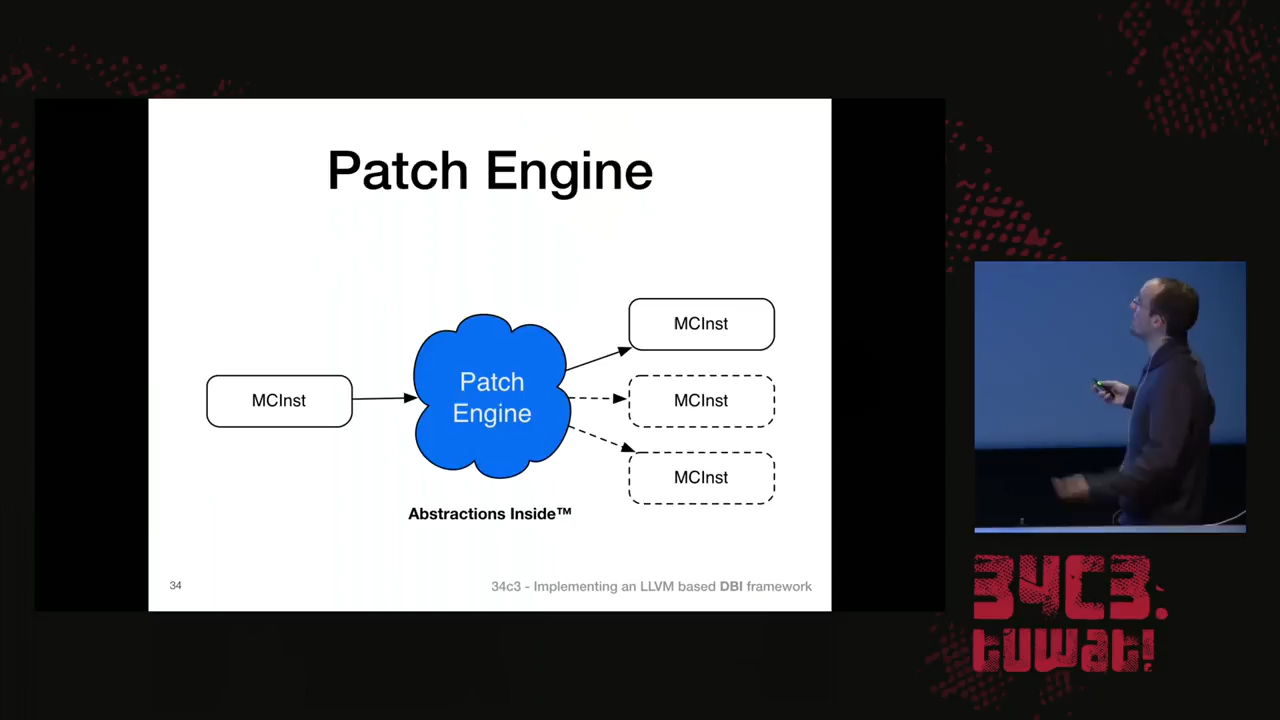 Patch Engine
MCInst
MCInst
Patch
Engine
MCInst
MCInst
Abstractions Inside™
34
34c3 - Implementing an LLVM based DBI framework
34C3.
tuwat!